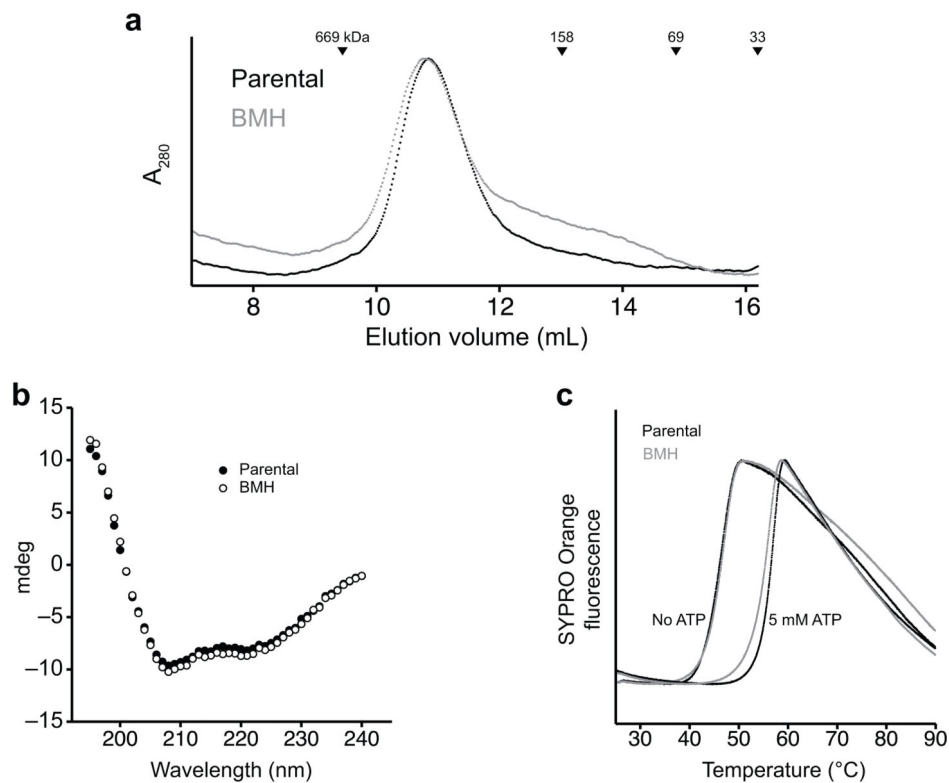 a
669 kDa 158 69 33
Parental
BMH
A280
8 10 12 14 16
Elution volume (mL)
b
15
10
5
0
–5
–10
–15
mdeg
Parental
BMH
200 210 220 230 240
Wavelength (nm)
c
Parental
BMH
SYPRO Orange
fluorescence
No ATP 5 mM ATP
30 40 50 60 70 80 90
Temperature (°C)